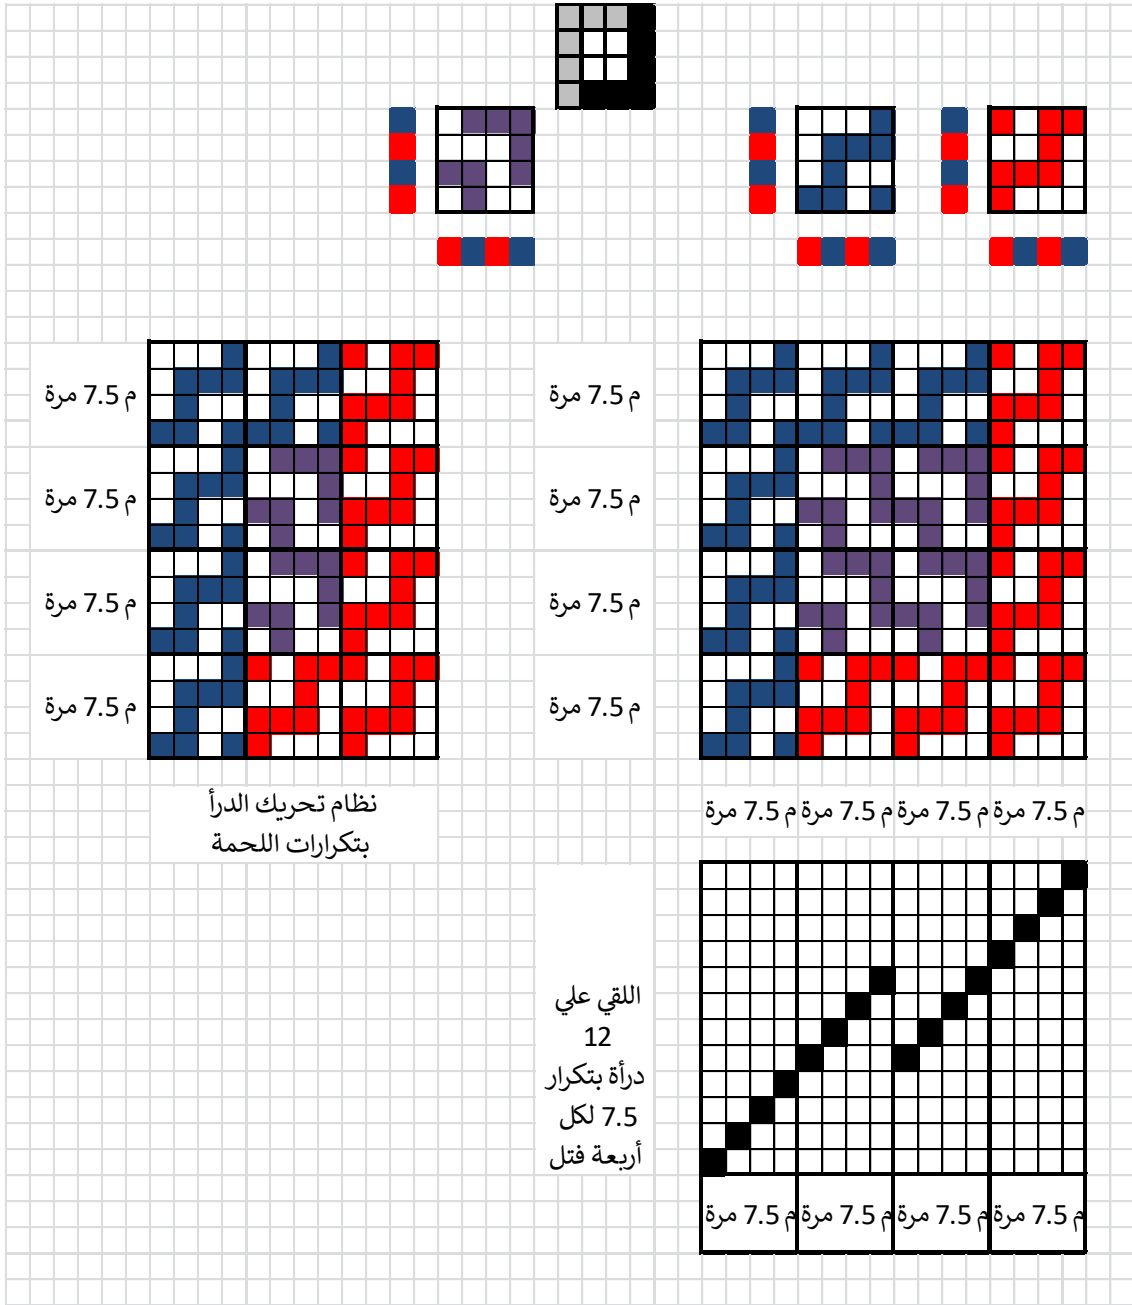 م 7.5 مرة
م 7.5 مرة
م 7.5 مرة
م 7.5 مرة
م 7.5 مرة
م 7.5 مرة
م 7.5 مرة
م 7.5 مرة
نظام تحريك الدرأ
بتكرارات اللحمة
م 7.5 مرة م 7.5 مرة م 7.5 مرة م 7.5 مرة
اللقي علي
12
درأة بتكرار
7.5 لكل
أربعة فتل
م 7.5 مرة م 7.5 مرة م 7.5 مرة م 7.5 مرة